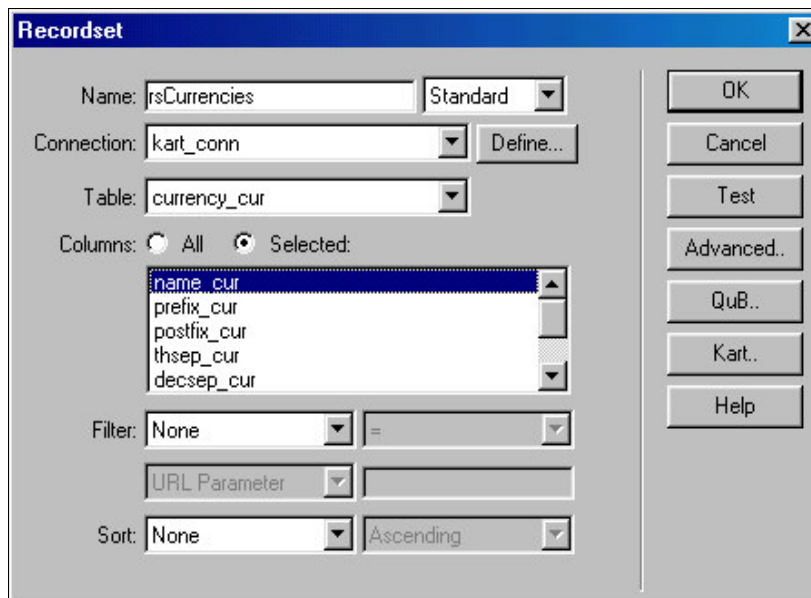 Recordset
Name: rsCurrencies Standard
Connection: kart_conn Define...
Table: currency_cur
Columns: All Selected:
name_cur
prefix_cur
postfix_cur
thsep_cur
decsep_cur
Filter: None =
URL Parameter
Sort: None Ascending
OK
Cancel
Test
Advanced..
QuB..
Kart..
Help